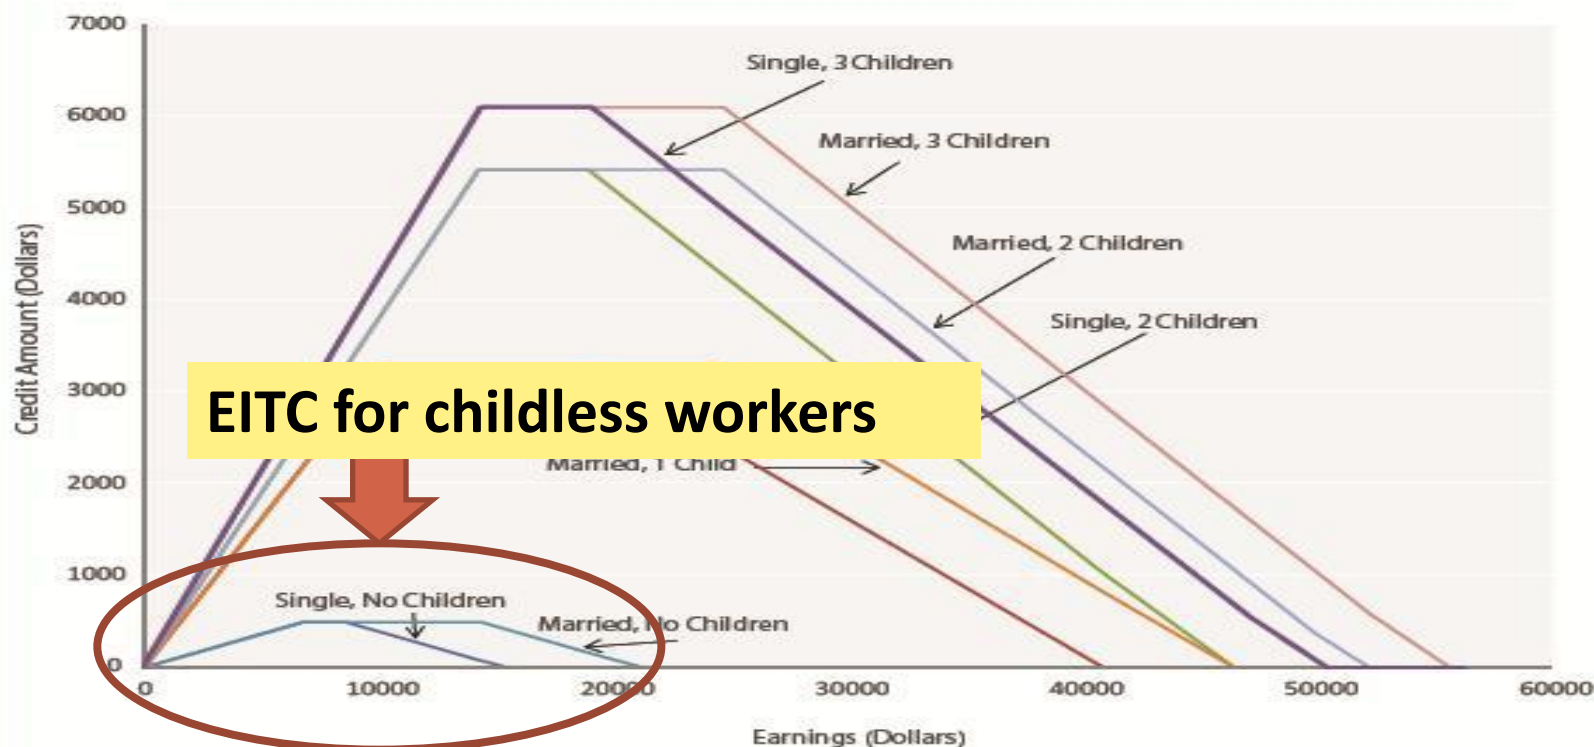 7000
6000
5000
4000
3000
2000
1000
0
Credit Amount (Dollars)
Single, 3 Children
Married, 3 Children
Married, 2 Children
Single, 2 Children
EITC for childless workers
Married, 1 Child
Single, No Children
Married, No Children
0 10000 20000 30000 40000 50000 60000
Earnings (Dollars)